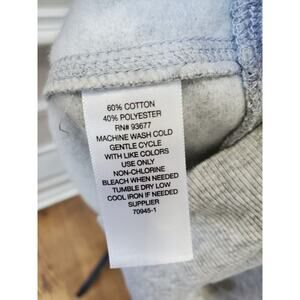 60% COTTON
40% POLYESTER
RN# 93677
MACHINE WASH COLD
GENTLE CYCLE
WITH LIKE COLORS
USE ONLY
NON-CHLORINE
BLEACH WHEN NEEDED
TUMBLE DRY LOW
COOL IRON IF NEEDED
SUPPLIER
70945-1